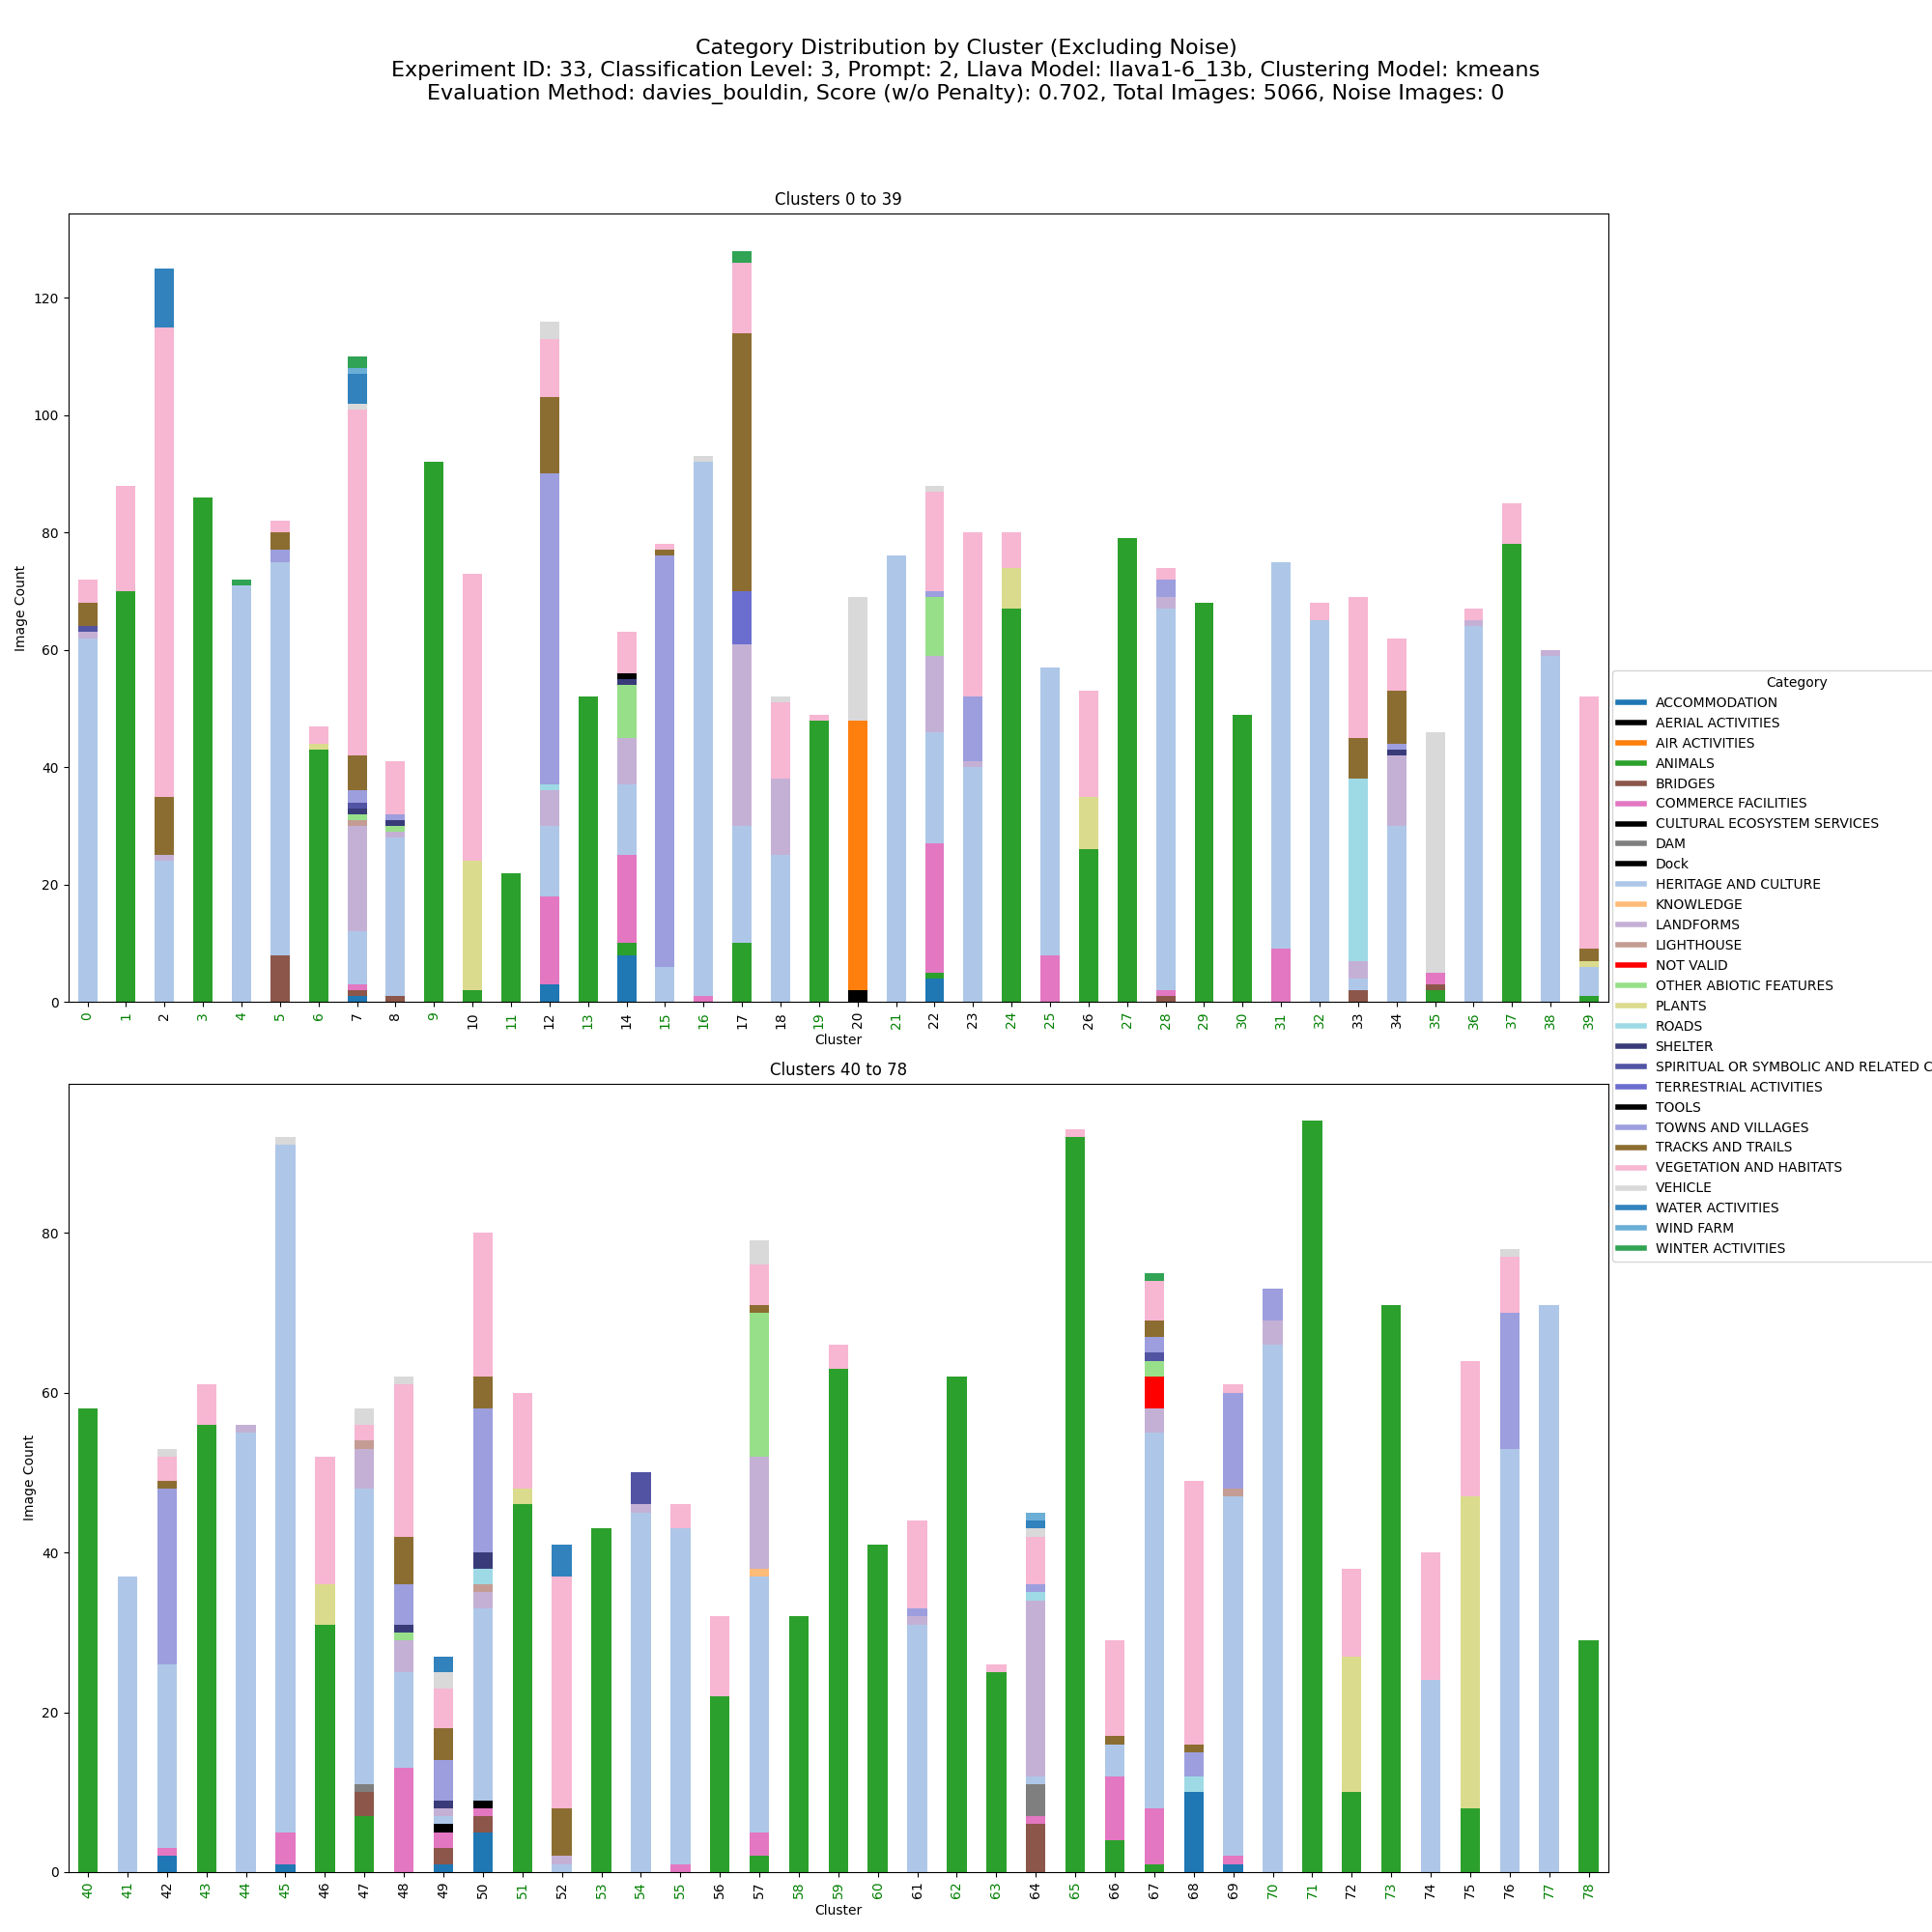 Category Distribution by Cluster (Excluding Noise)
Experiment ID: 33, Classification Level: 3, Prompt: 2, Llava Model: llava1-6_13b, Clustering Model: kmeans
Evaluation Method: davies_bouldin, Score (w/o Penalty): 0.702, Total Images: 5066, Noise Images: 0
Clusters 0 to 39
Image Count
120
100
80
60
40
20
0
0 1 2 3 4 5 6 7 8 9 10 11 12 13 14 15 16 17 18 19 20 21 22 23 24 25 26 27 28 29 30 31 32 33 34 35 36 37 38 39
Cluster
Category
ACCOMMODATION
AERIAL ACTIVITIES
AIR ACTIVITIES
ANIMALS
BRIDGES
COMMERCE FACILITIES
CULTURAL ECOSYSTEM SERVICES
DAM
Dock
HERITAGE AND CULTURE
KNOWLEDGE
LANDFORMS
LIGHTHOUSE
NOT VALID
OTHER ABIOTIC FEATURES
PLANTS
ROADS
SHELTER
SPIRITUAL OR SYMBOLIC AND RELATED C
TERRESTRIAL ACTIVITIES
TOOLS
TOWNS AND VILLAGES
TRACKS AND TRAILS
VEGETATION AND HABITATS
VEHICLE
WATER ACTIVITIES
WIND FARM
WINTER ACTIVITIES
Clusters 40 to 78
Image Count
80
60
40
20
0
40 41 42 43 44 45 46 47 48 49 50 51 52 53 54 55 56 57 58 59 60 61 62 63 64 65 66 67 68 69 70 71 72 73 74 75 76 77 78
Cluster